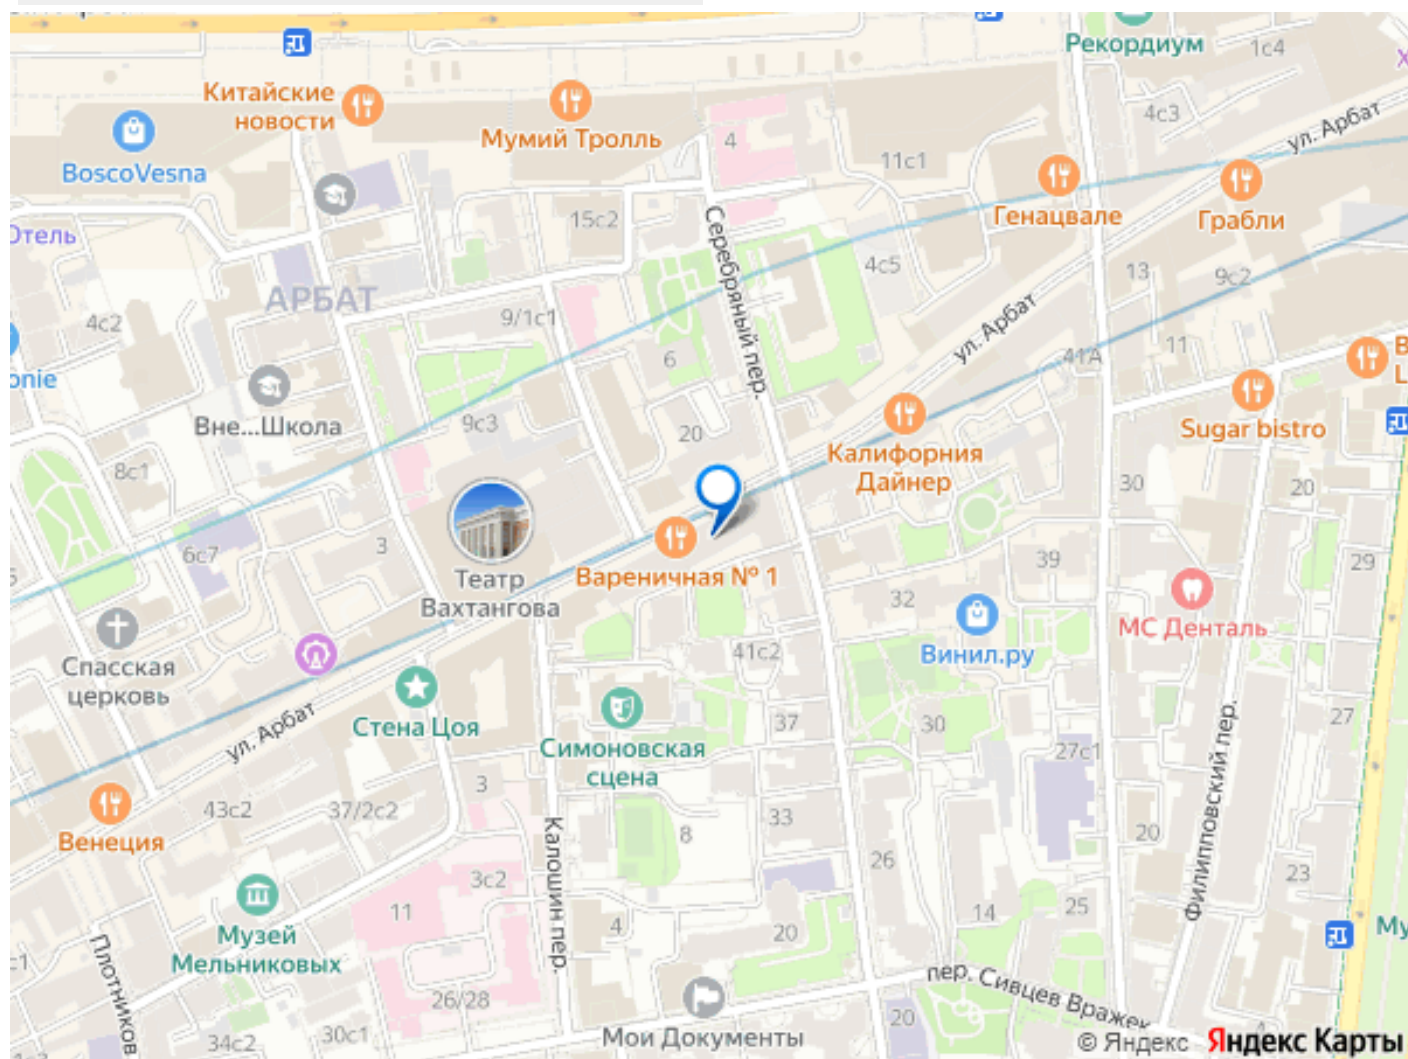 Рекордиум
1с4
Китайские
новости
Мумий Тролль
4
4с3
ул. Арбат
BoscoVesna
11с1
Генацвале
Грабли
Отель
15с2
Серебряный пер.
4с5
13
9с2
АРБАТ
4с2
9/1с1
ул. Арбат
6
41А
11
onie
Вне...Школа
9с3
20
Калифорния
Дайнер
Sugar bistro
8с1
30
20
6с7
3
Театр
Вахтангова
Вареничная № 1
39
29
32
МС Денталь
Спасская
церковь
41с2
Винил.ру
ул. Арбат
Стена Цоя
Симоновская
сцена
37
30
27с1
27
Филипповский пер.
3
43с2
37/2с2
Венеция
Калошин пер.
8
33
20
26
23
3с2
11
Музей
Мельниковых
4
20
14
25
Му
Плотников
26/28
пер. Сивцев Вражек
34с2
30с1
Мои Документы
20
© Яндекс Яндекс Карты